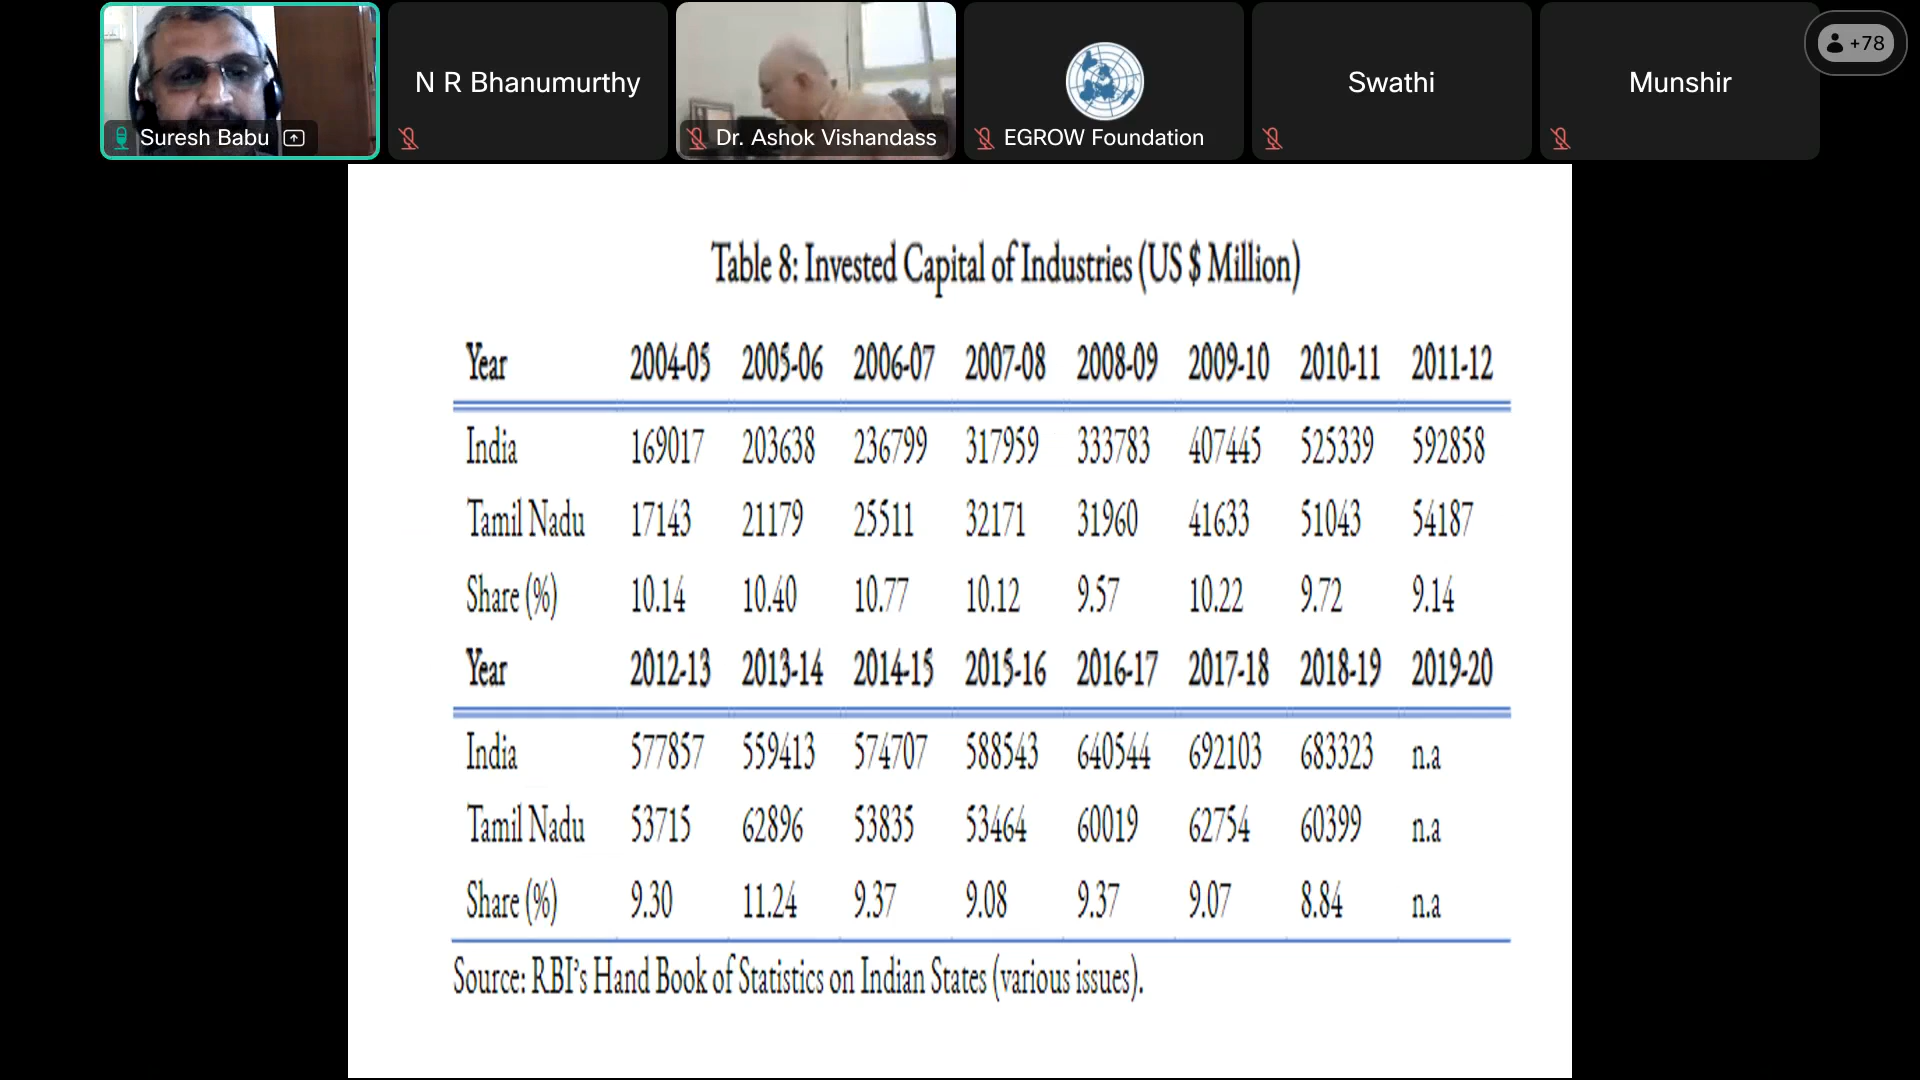 N R Bhanumurthy
Swathi
Munshir
+78
Suresh Babu
Dr. Ashok Vishandass
EGROW Foundation
Table 8: Invested Capital of Industries (US $ Million)
Year 2004-05 2005-06 2006-07 2007-08 2008-09 2009-10 2010-11 2011-12
India 169017 203638 236799 317959 333783 407445 525339 592858
Tamil Nadu 17143 21179 25511 32171 31960 41633 51043 54187
Share (%) 10.14 10.40 10.77 10.12 9.57 10.22 9.72 9.14
Year 2012-13 2013-14 2014-15 2015-16 2016-17 2017-18 2018-19 2019-20
India 577857 559413 574707 588543 640544 692103 683323 n.a
Tamil Nadu 53715 62896 53835 53464 60019 62754 60399 n.a
Share (%) 9.30 11.24 9.37 9.08 9.37 9.07 8.84 n.a
Source: RBI's Hand Book of Statistics on Indian States (various issues).